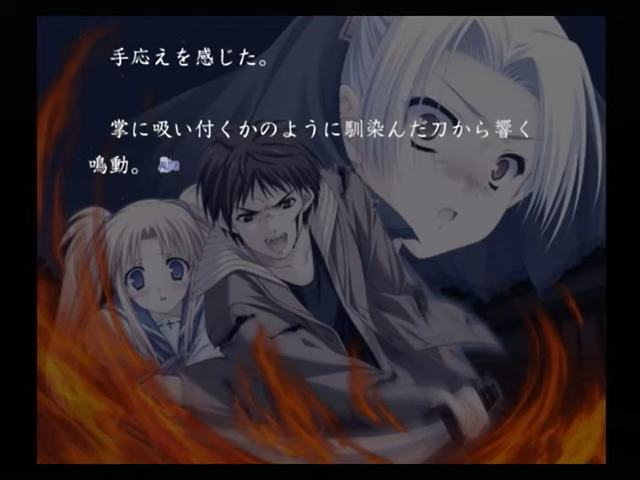 手応えを感じた。
掌に吸い付くかのように馴染んだ刀から響く
鳴動。